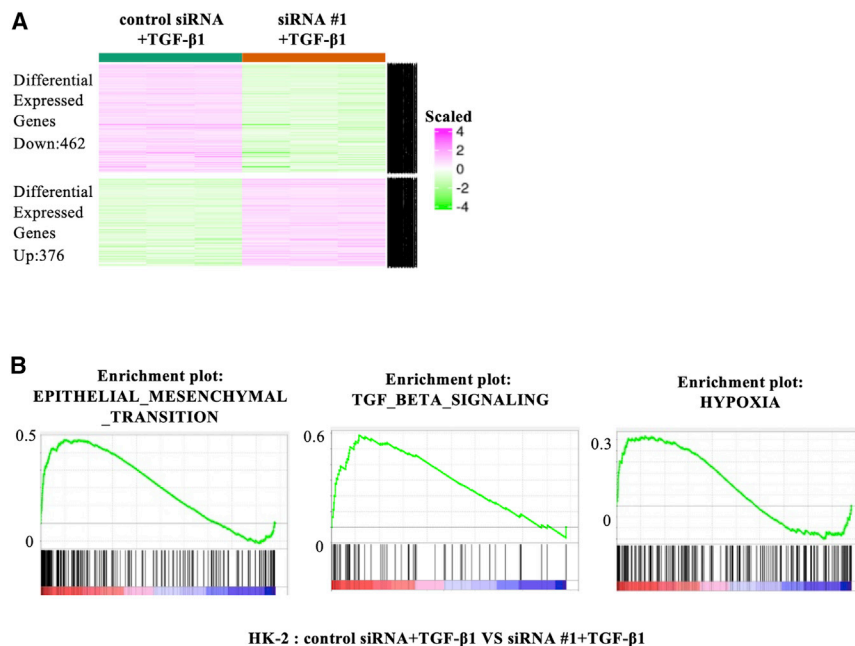 A
control siRNA
+TGF-β1
siRNA #1
+TGF-β1
Differential
Expressed
Genes
Down:462
Differential
Expressed
Genes
Up:376
Scaled
4
2
0
-2
-4
B
Enrichment plot:
EPITHELIAL_MESENCHYMAL
_TRANSITION
0.5
0
Enrichment plot:
TGF_BETA_SIGNALING
0.6
0
Enrichment plot:
HYPOXIA
0.3
0
HK-2 : control siRNA+TGF-β1 VS siRNA #1+TGF-β1